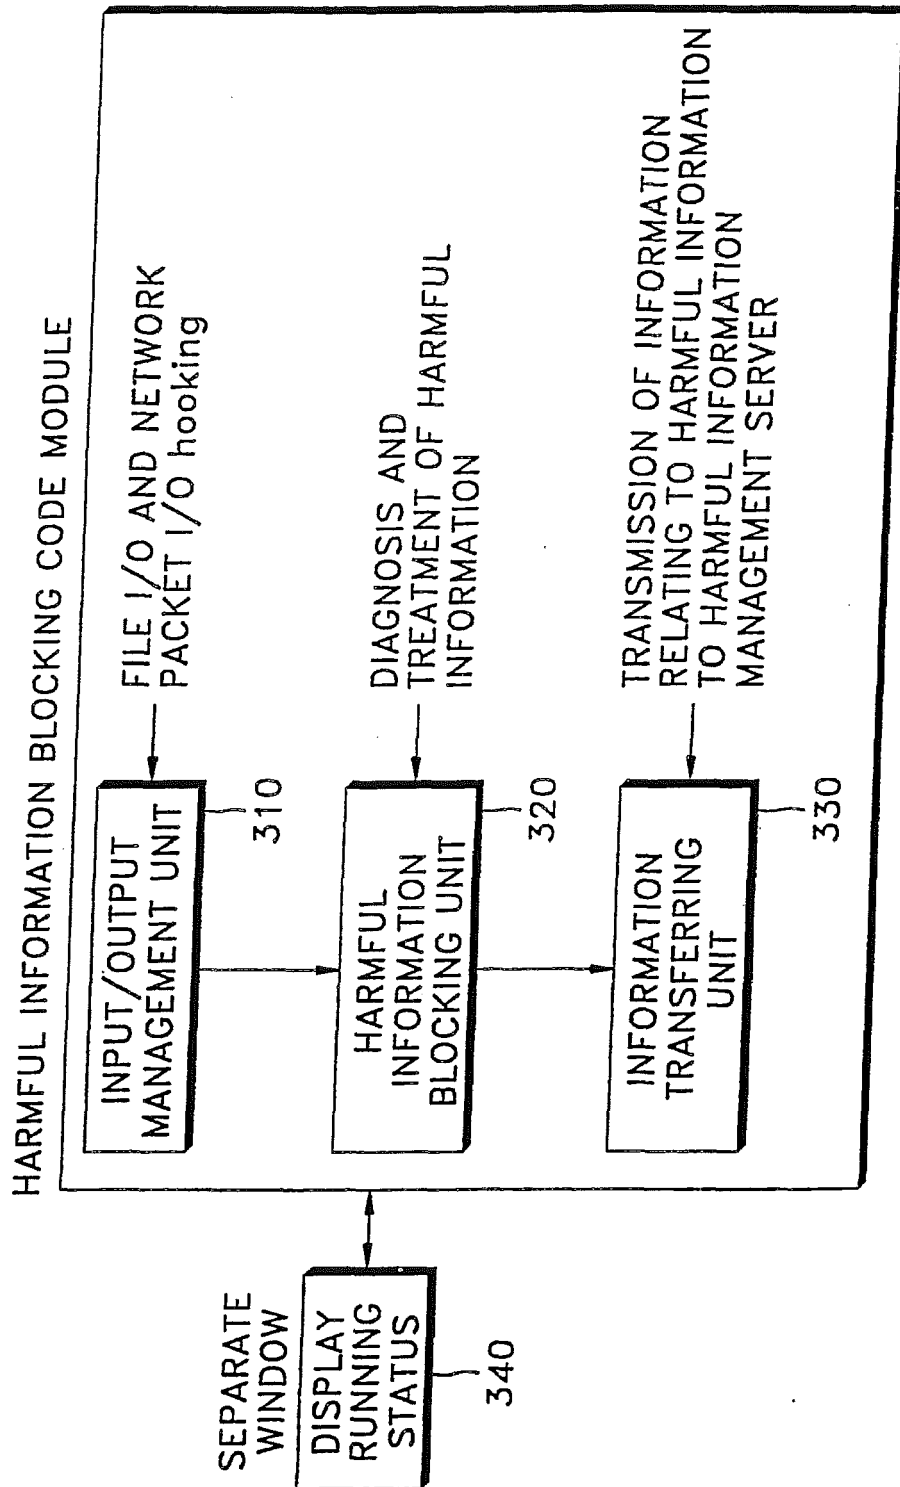 HARMFUL INFORMATION BLOCKING CODE MODULE
INPUT/OUTPUT
MANAGEMENT UNIT
310
FILE I/O AND NETWORK
PACKET I/O hooking
SEPARATE
WINDOW
DISPLAY
RUNNING
STATUS
340
HARMFUL
INFORMATION
BLOCKING UNIT
320
DIAGNOSIS AND
TREATMENT OF HARMFUL
INFORMATION
INFORMATION
TRANSFERRING
UNIT
330
TRANSMISSION OF INFORMATION
RELATING TO HARMFUL INFORMATION
TO HARMFUL INFORMATION
MANAGEMENT SERVER